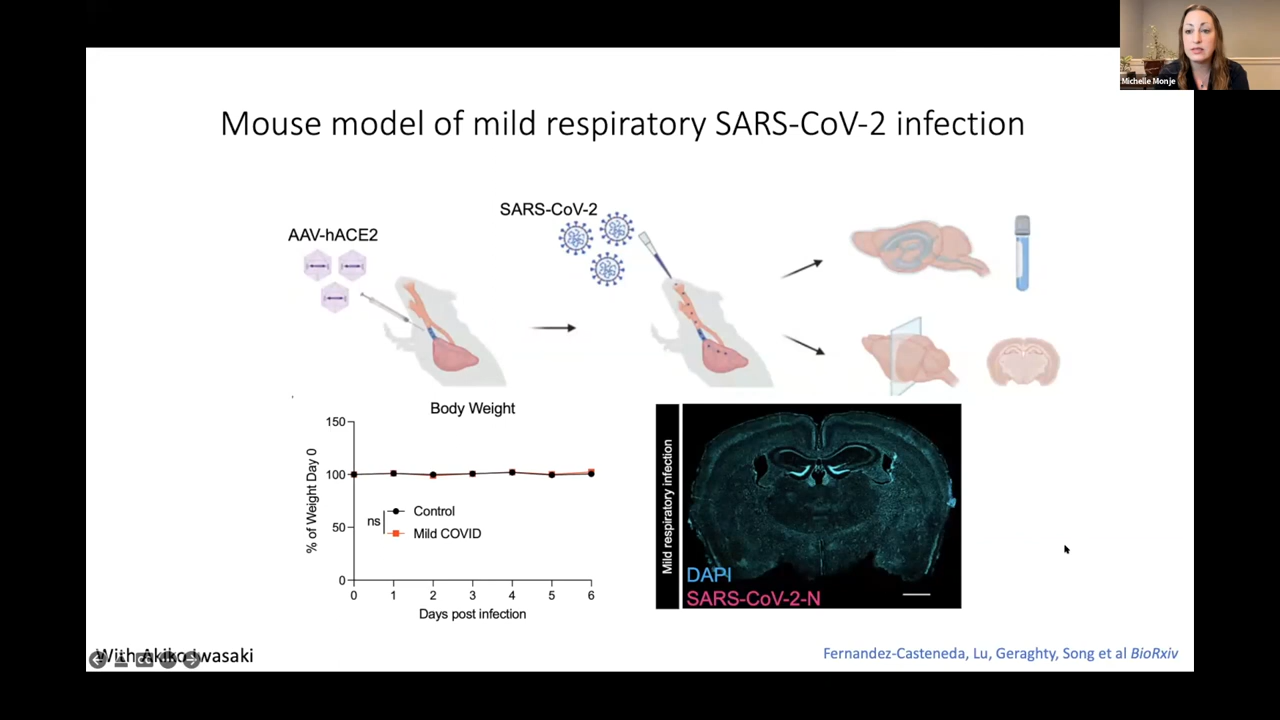 Michelle Monje
Mouse model of mild respiratory SARS-CoV-2 infection
SARS-CoV-2
AAV-hACE2
Body Weight
% of Weight Day 0
150
100
50
0
ns
Control
Mild COVID
0 1 2 3 4 5 6
Days post infection
Mild respiratory infection
DAPI
SARS-CoV-2-N
With Akiko Iwasaki
Fernandez-Casteneda, Lu, Geraghty, Song et al BioRxiv